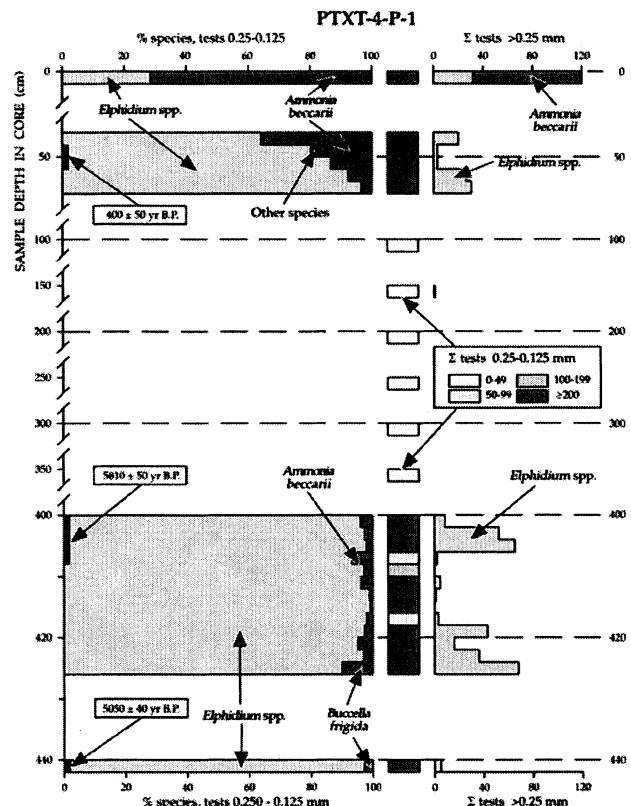 PTXT-4-P-1
% species, tests 0.25-0.125
Σ tests >0.25 mm
0 20 40 60 80 100
0 40 80 120
SAMPLE DEPTH IN CORE (cm)
0
0
Elphidium spp.
Ammonia
beccarii
Ammonia
beccarii
50
50
Elphidium spp.
400 ± 50 yr B.P.
Other species
100
100
150
150
200
200
Σ tests 0.25-0.125 mm
0-49
100-199
50-99
≥200
250
250
300
300
350
350
5810 ± 50 yr B.P.
Ammonia
beccarii
Elphidium spp.
400
400
420
420
5050 ± 40 yr B.P.
Elphidium spp.
Buccella
frigida
440
440
0 20 40 60 80 100
0 40 80 120
% species, tests 0.250 - 0.125 mm
Σ tests >0.25 mm